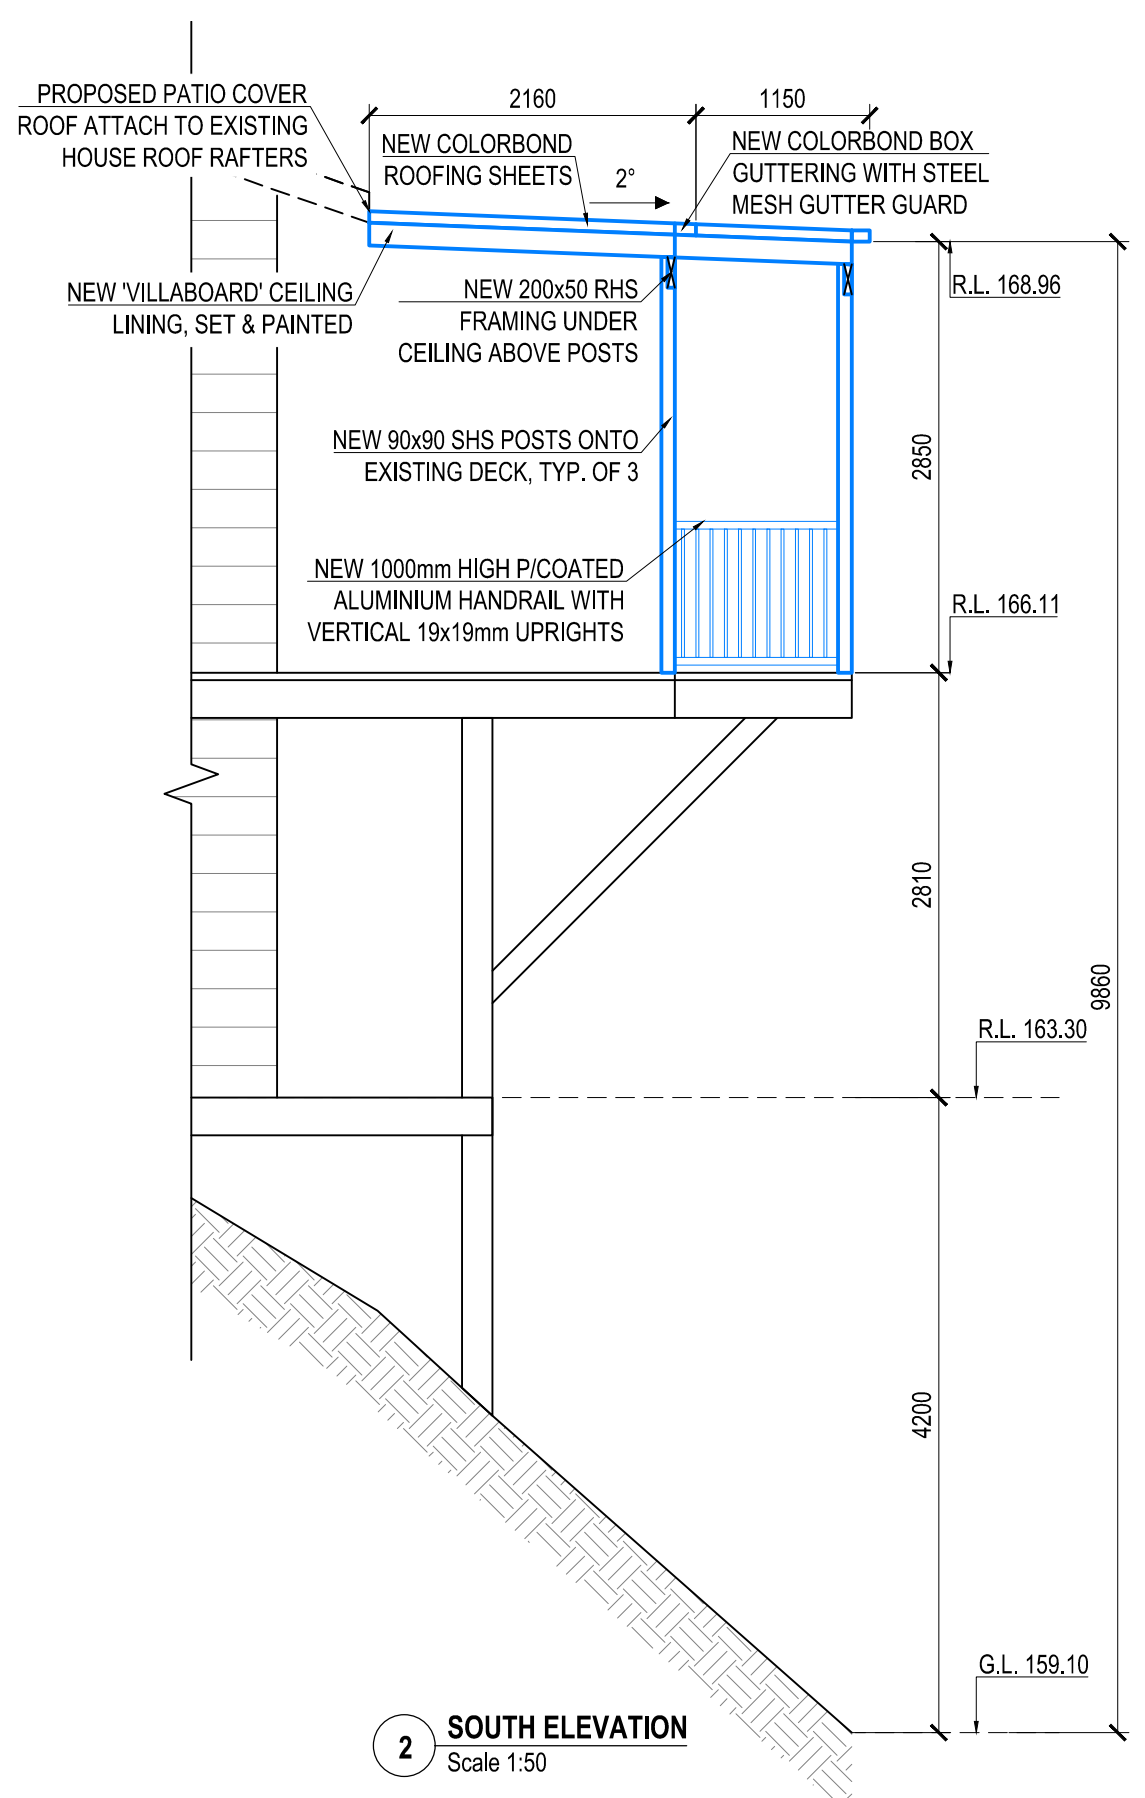 PROPOSED PATIO COVER
ROOF ATTACH TO EXISTING
HOUSE ROOF RAFTERS
2160
1150
NEW COLORBOND
ROOFING SHEETS
2°
NEW COLORBOND BOX
GUTTERING WITH STEEL
MESH GUTTER GUARD
NEW 'VILLABOARD' CEILING
LINING, SET & PAINTED
NEW 200x50 RHS
FRAMING UNDER
CEILING ABOVE POSTS
R.L. 168.96
NEW 90x90 SHS POSTS ONTO
EXISTING DECK, TYP. OF 3
2850
NEW 1000mm HIGH P/COATED
ALUMINIUM HANDRAIL WITH
VERTICAL 19x19mm UPRIGHTS
R.L. 166.11
2810
9860
R.L. 163.30
4200
G.L. 159.10
2
SOUTH ELEVATION
Scale 1:50